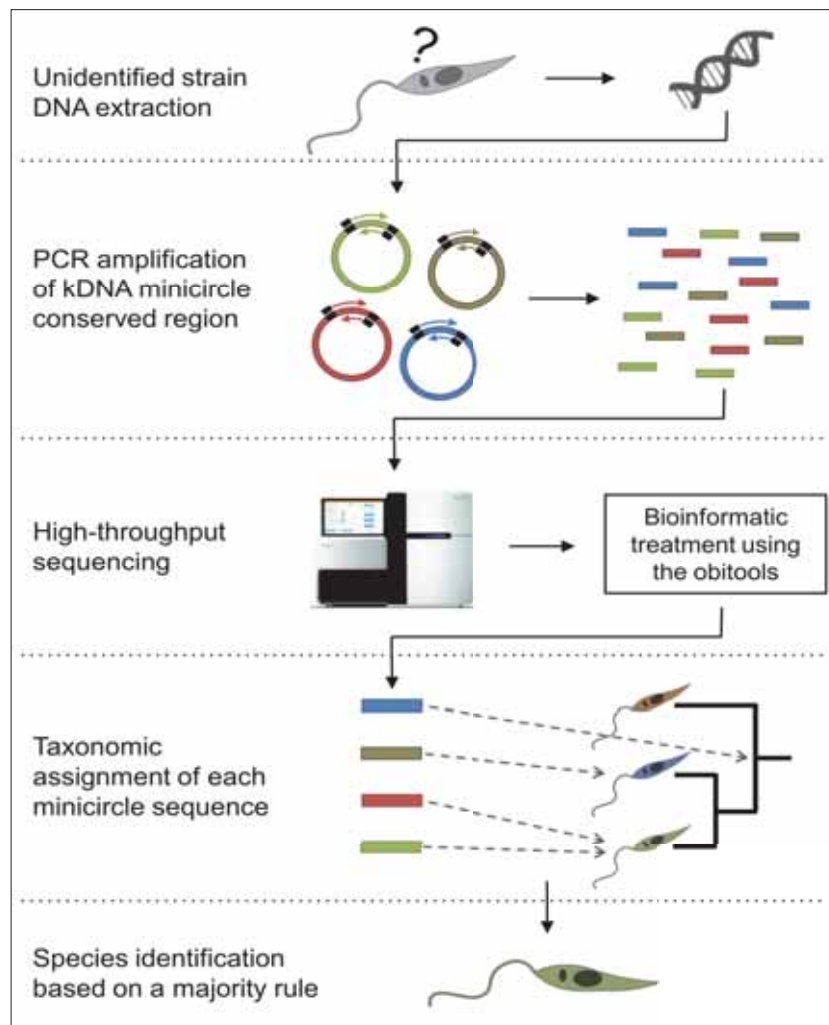 ?
Unidentified strain
DNA extraction
PCR amplification
of kDNA minicircle
conserved region
High-throughput
sequencing
Bioinformatic
treatment using
the obitools
Taxonomic
assignment of each
minicircle sequence
Species identification
based on a majority rule